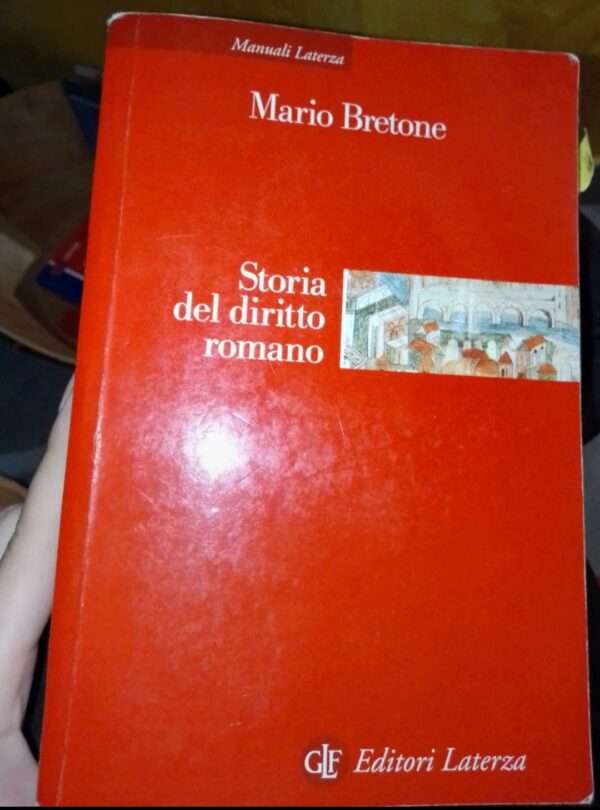 Manuali Laterza
Mario Bretone
Storia
del diritto
romano
GLF Editori Laterza